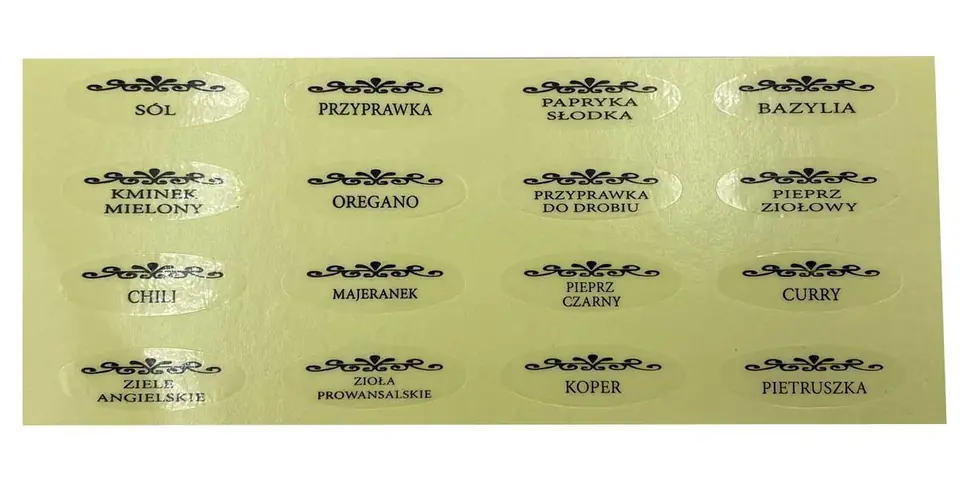 SÓL
PRZYPRAWKA
PAPRYKA
SŁODKA
BAZYLIA
KMINEK
MIELONY
OREGANO
PRZYPRAWKA
DO DROBIU
PIEPRZ
ZIOŁOWY
CHILI
MAJERANEK
PIEPRZ
CZARNY
CURRY
ZIELE
ANGIELSKIE
ZIOŁA
PROWANSALSKIE
KOPER
PIETRUSZKA